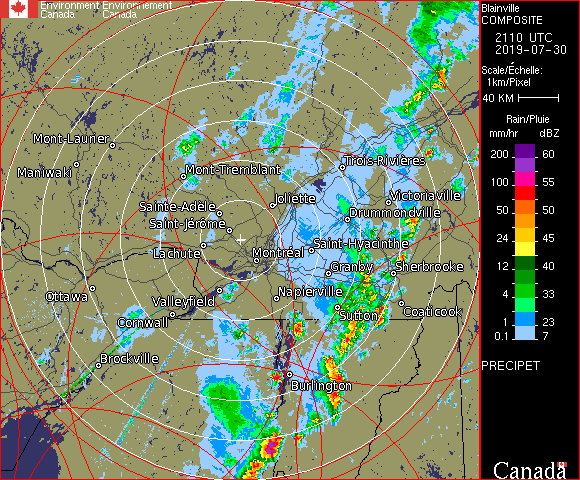 Environment Environnement
Canada Canada
Mont-Laurier
Maniwaki
Mont-Tremblant
Trois-Rivières
Joliette
Victoriaville
Sainte-Adèle
Drummondville
Saint-Jérôme
Saint-Hyacinthe
Lachute
Montréal
Granby
Sherbrooke
Ottawa
Valleyfield
Napierville
Coaticook
Cornwall
Sutton
Brockville
Burlington
Blainville
COMPOSITE
2110 UTC
2019-07-30
Scale/Échelle:
1km/Pixel
40 KM
Rain/Pluie
mm/hr dBZ
200 60
100 55
50 50
24 45
12 40
4 33
1 23
0.1 7
PRECIPET
Canada